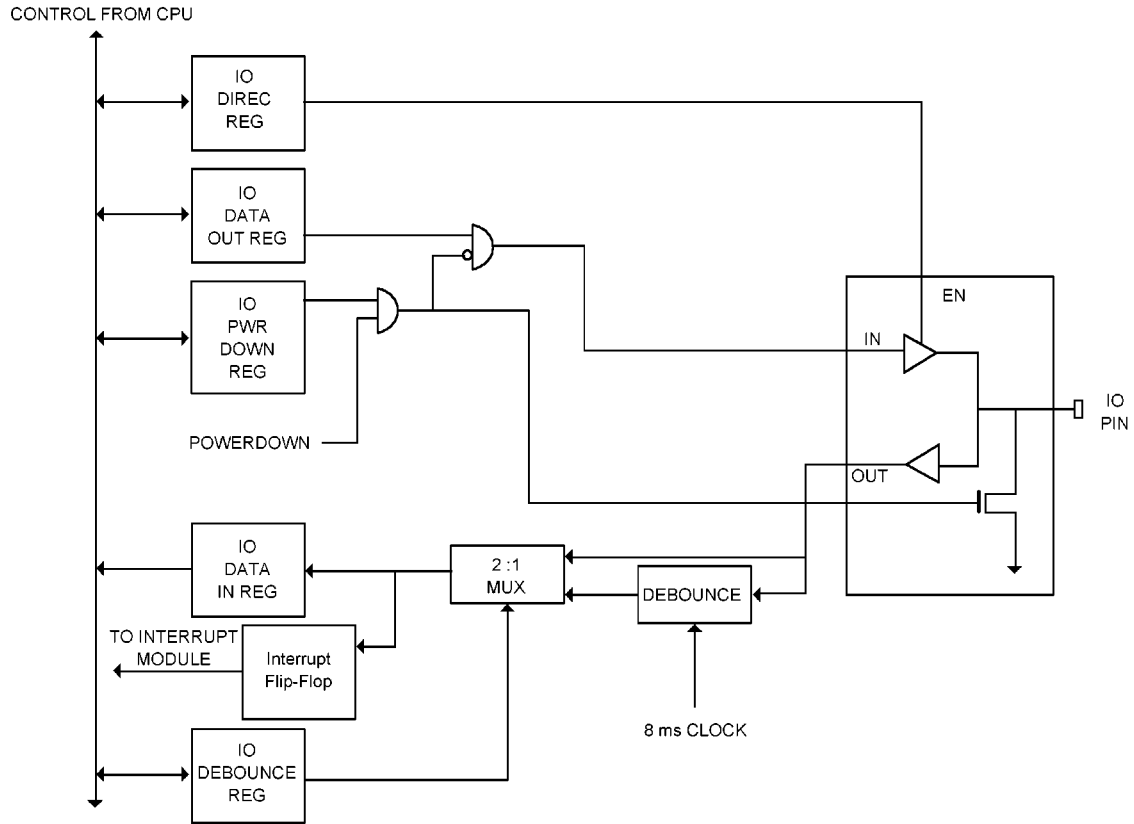 CONTROL FROM CPU
IO
DIREC
REG
IO
DATA
OUT REG
IO
PWR
DOWN
REG
POWERDOWN
EN
IN
OUT
IO
PIN
IO
DATA
IN REG
2 :1
MUX
DEBOUNCE
TO INTERRUPT
MODULE
Interrupt
Flip-Flop
8 ms CLOCK
IO
DEBOUNCE
REG